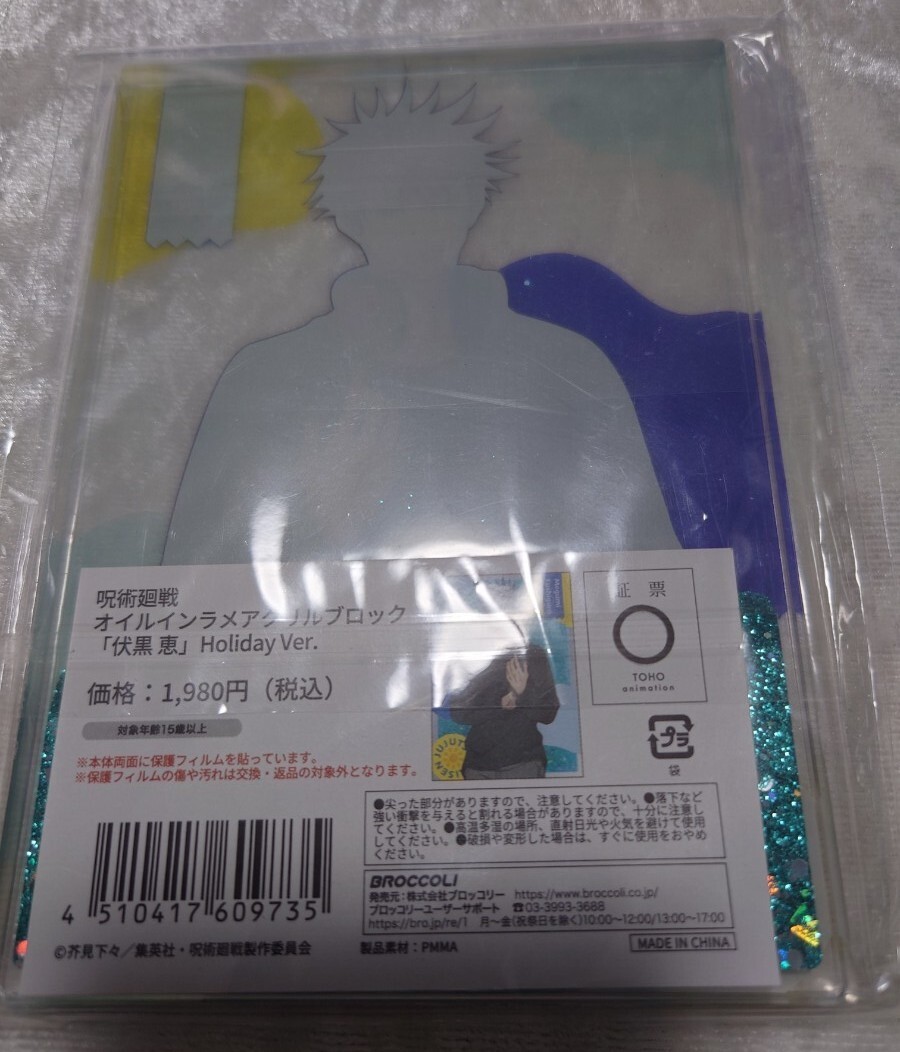 呪術廻戦
オイルインラメアクリルブロック
「伏黒 恵」Holiday Ver.
価格：1,980円（税込）
対象年齢15歳以上
※本体両面に保護フィルムを貼っています。
※保護フィルムの傷や汚れは交換・返品の対象外となります。
証 票
TOHO
animation
プラ
袋
●尖った部分がありますので、注意してください。●落下など
強い衝撃を与えると割れる場合がありますので、十分に注意し
てください。●高温多湿の場所、直射日光や火気を避けて使用
してください。●破損や変形した場合は、すぐに使用をおやめ
ください。
BROCCOLI
発売元：株式会社ブロッコリー https://www.broccoli.co.jp/
ブロッコリーユーザーサポート ☎03-3993-3688
https://bro.jp/re/1 月～金(祝祭日を除く)10:00～12:00/13:00～17:00
4 510417 609735
©芥見下々／集英社・呪術廻戦製作委員会
製品素材：PMMA
MADE IN CHINA